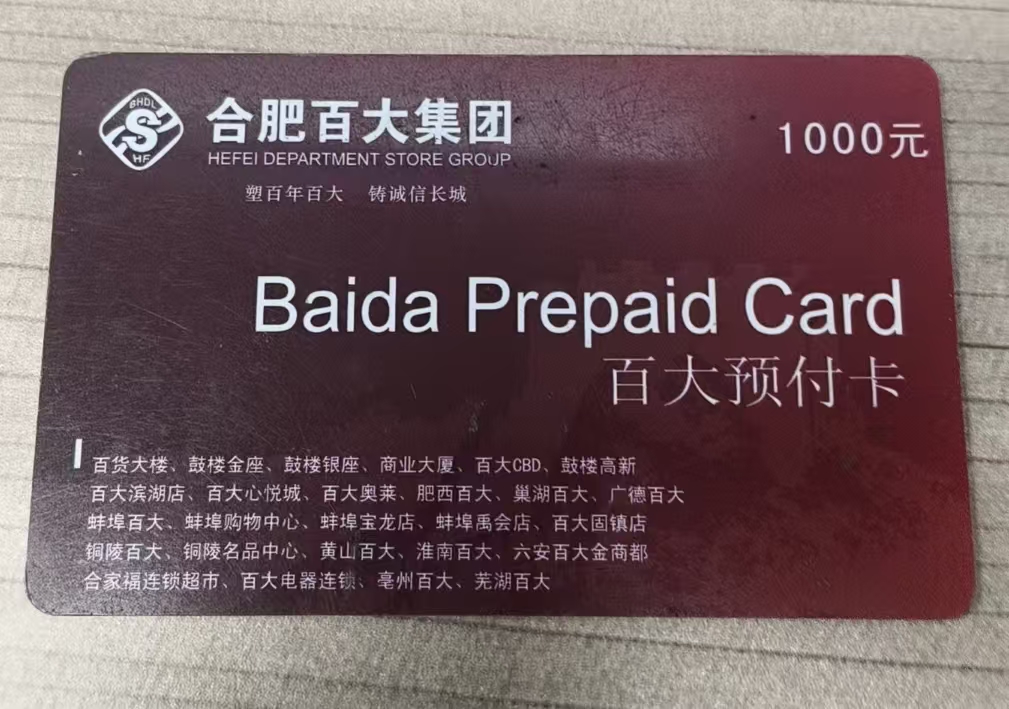 BHDL
S
HF
合肥百大集团
HEFEI DEPARTMENT STORE GROUP
塑百年百大 铸诚信长城
1000元
Baida Prepaid Card
百大预付卡
百货大楼、鼓楼金座、鼓楼银座、商业大厦、百大CBD、鼓楼高新
百大滨湖店、百大心悦城、百大奥莱、肥西百大、巢湖百大、广德百大
蚌埠百大、蚌埠购物中心、蚌埠宝龙店、蚌埠禹会店、百大固镇店
铜陵百大、铜陵名品中心、黄山百大、淮南百大、六安百大金商都
合家福连锁超市、百大电器连锁、亳州百大、芜湖百大